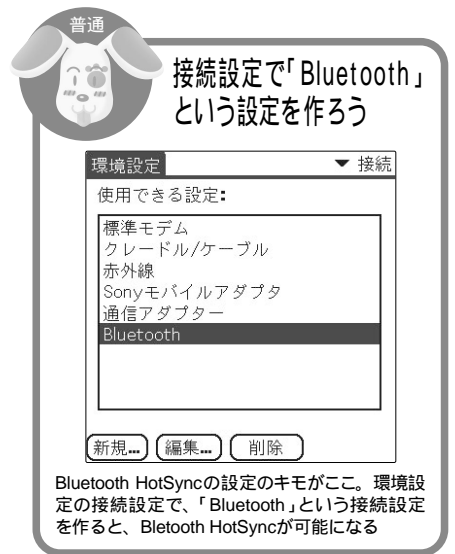 普通
接続設定で「Bluetooth」
という設定を作ろう
環境設定
▼ 接続
使用できる設定:
標準モデム
クレードル/ケーブル
赤外線
Sonyモバイルアダプタ
通信アダプター
Bluetooth
新規... 編集... 削除
Bluetooth HotSyncの設定のキモがここ。環境設
定の接続設定で、「Bluetooth」という接続設定
を作ると、Bletooth HotSyncが可能になる